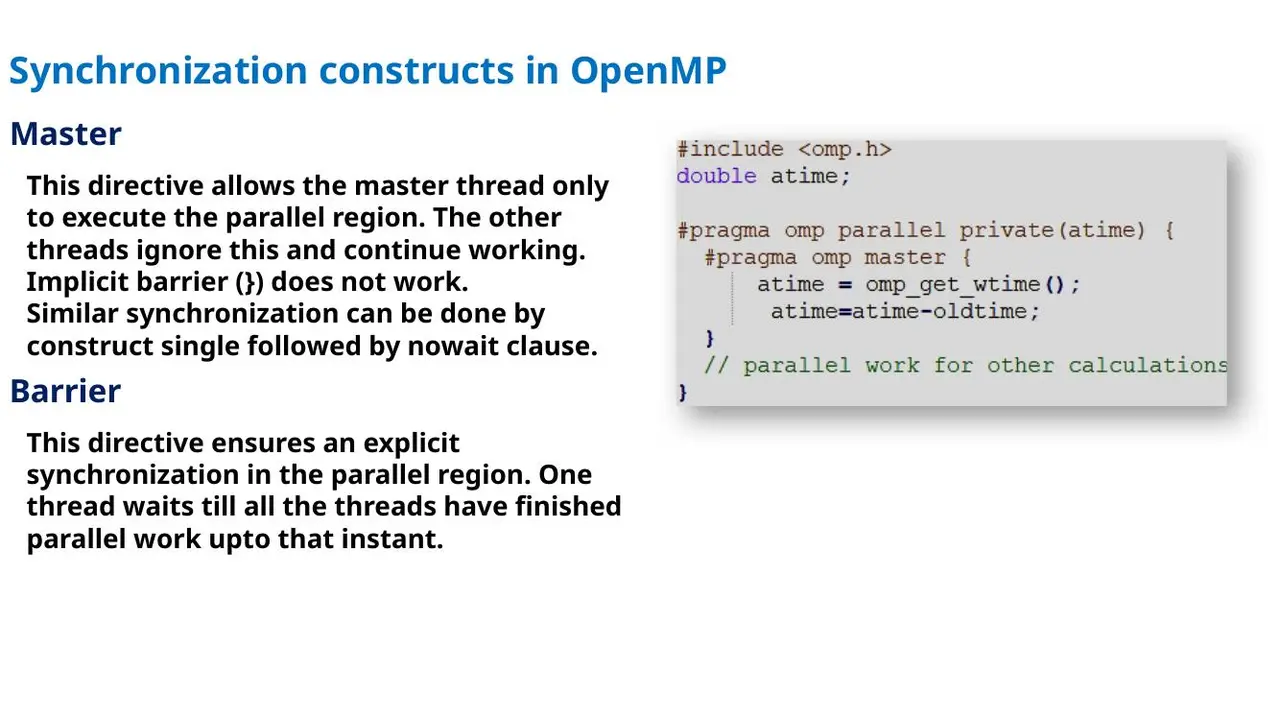 Synchronization constructs in OpenMP
Master
This directive allows the master thread only
to execute the parallel region. The other
threads ignore this and continue working.
Implicit barrier (}) does not work.
Similar synchronization can be done by
construct single followed by nowait clause.
Barrier
This directive ensures an explicit
synchronization in the parallel region. One
thread waits till all the threads have finished
parallel work upto that instant.
#include <omp.h>
double atime;
#pragma omp parallel private(atime) {
#pragma omp master {
atime = omp_get_wtime();
atime=atime-oldtime;
}
// parallel work for other calculations
}